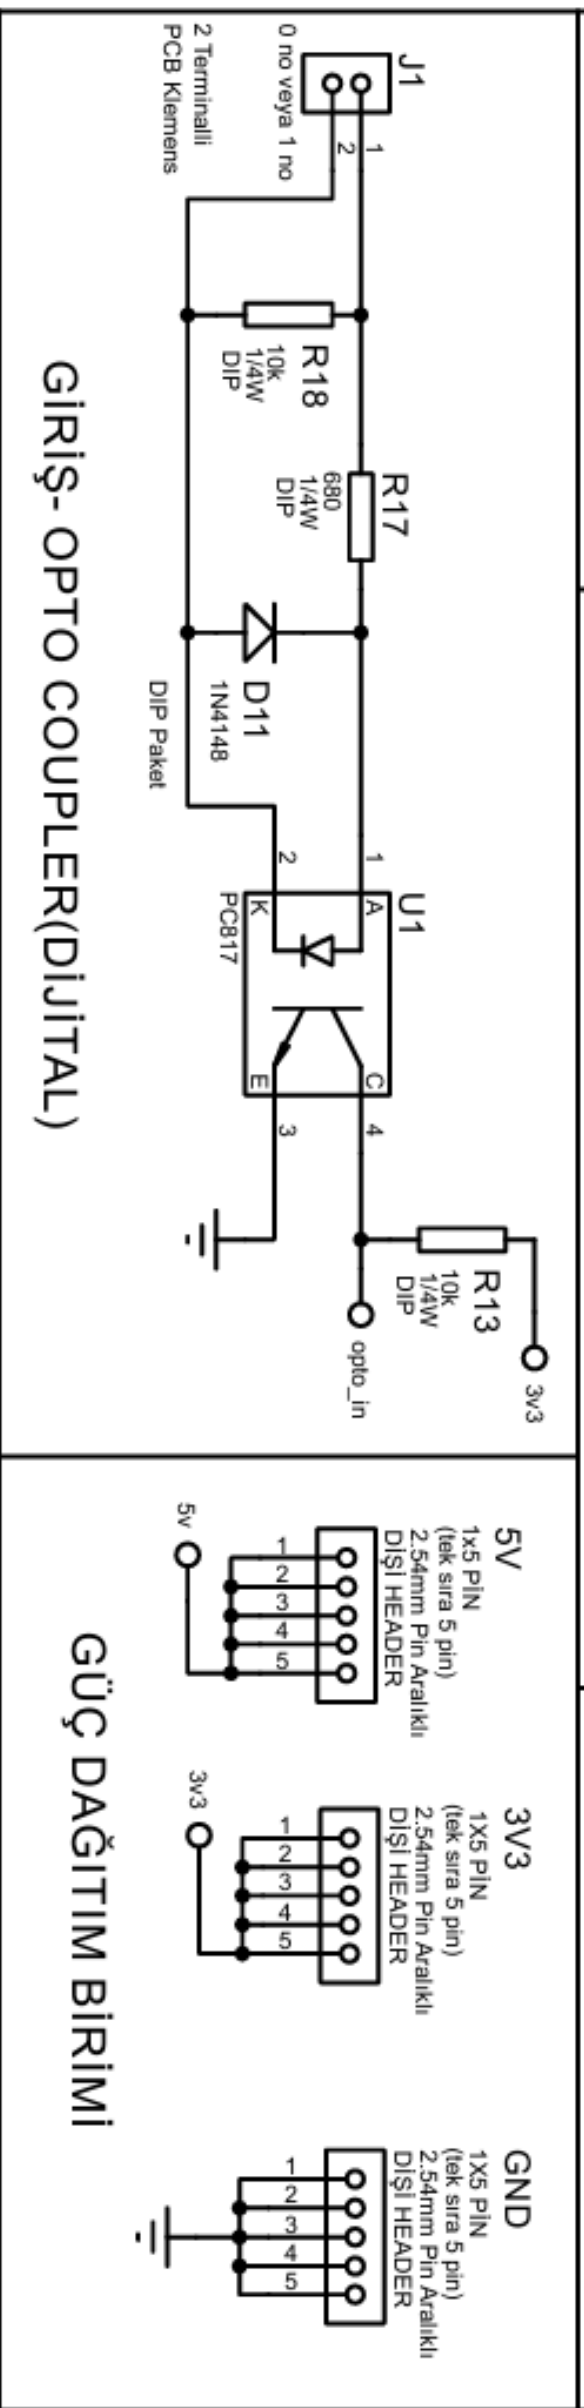 J1
1
2
0 no veya 1 no
2 Terminalli
PCB Klemens
R18
10k
1/4W
DIP
R17
680
1/4W
DIP
D11
1N4148
DIP Paket
U1
1
2
A
K
C
E
4
3
PC817
R13
10k
1/4W
DIP
3v3
opto_in
GİRİŞ- OPTO COUPLER(DİJİTAL)
5V
1x5 PİN
(tek sıra 5 pin)
2.54mm Pin Aralıklı
DİŞİ HEADER
1
2
3
4
5
5v
3V3
1X5 PİN
(tek sıra 5 pin)
2.54mm Pin Aralıklı
DİŞİ HEADER
1
2
3
4
5
3v3
GND
1X5 PİN
(tek sıra 5 pin)
2.54mm Pin Aralıklı
DİŞİ HEADER
1
2
3
4
5
GÜÇ DAĞITIM BİRİMİ